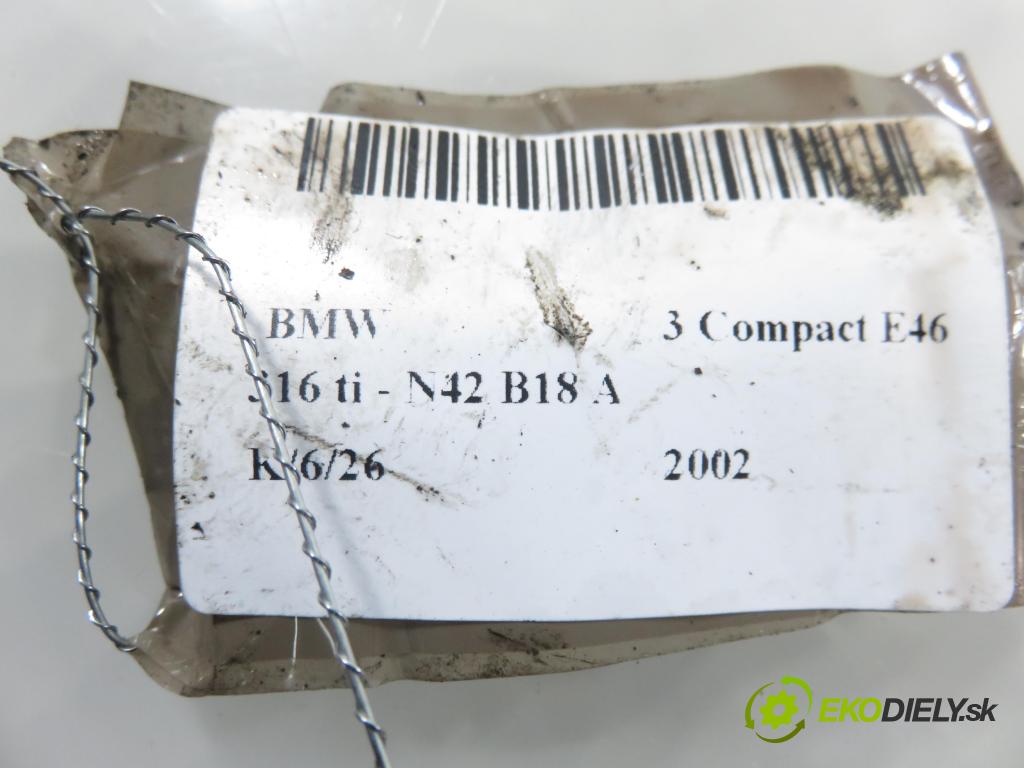 BMW 3 Compact E46
316 ti - N42 B18 A
K/6/26 2002
EKODIELY.sk